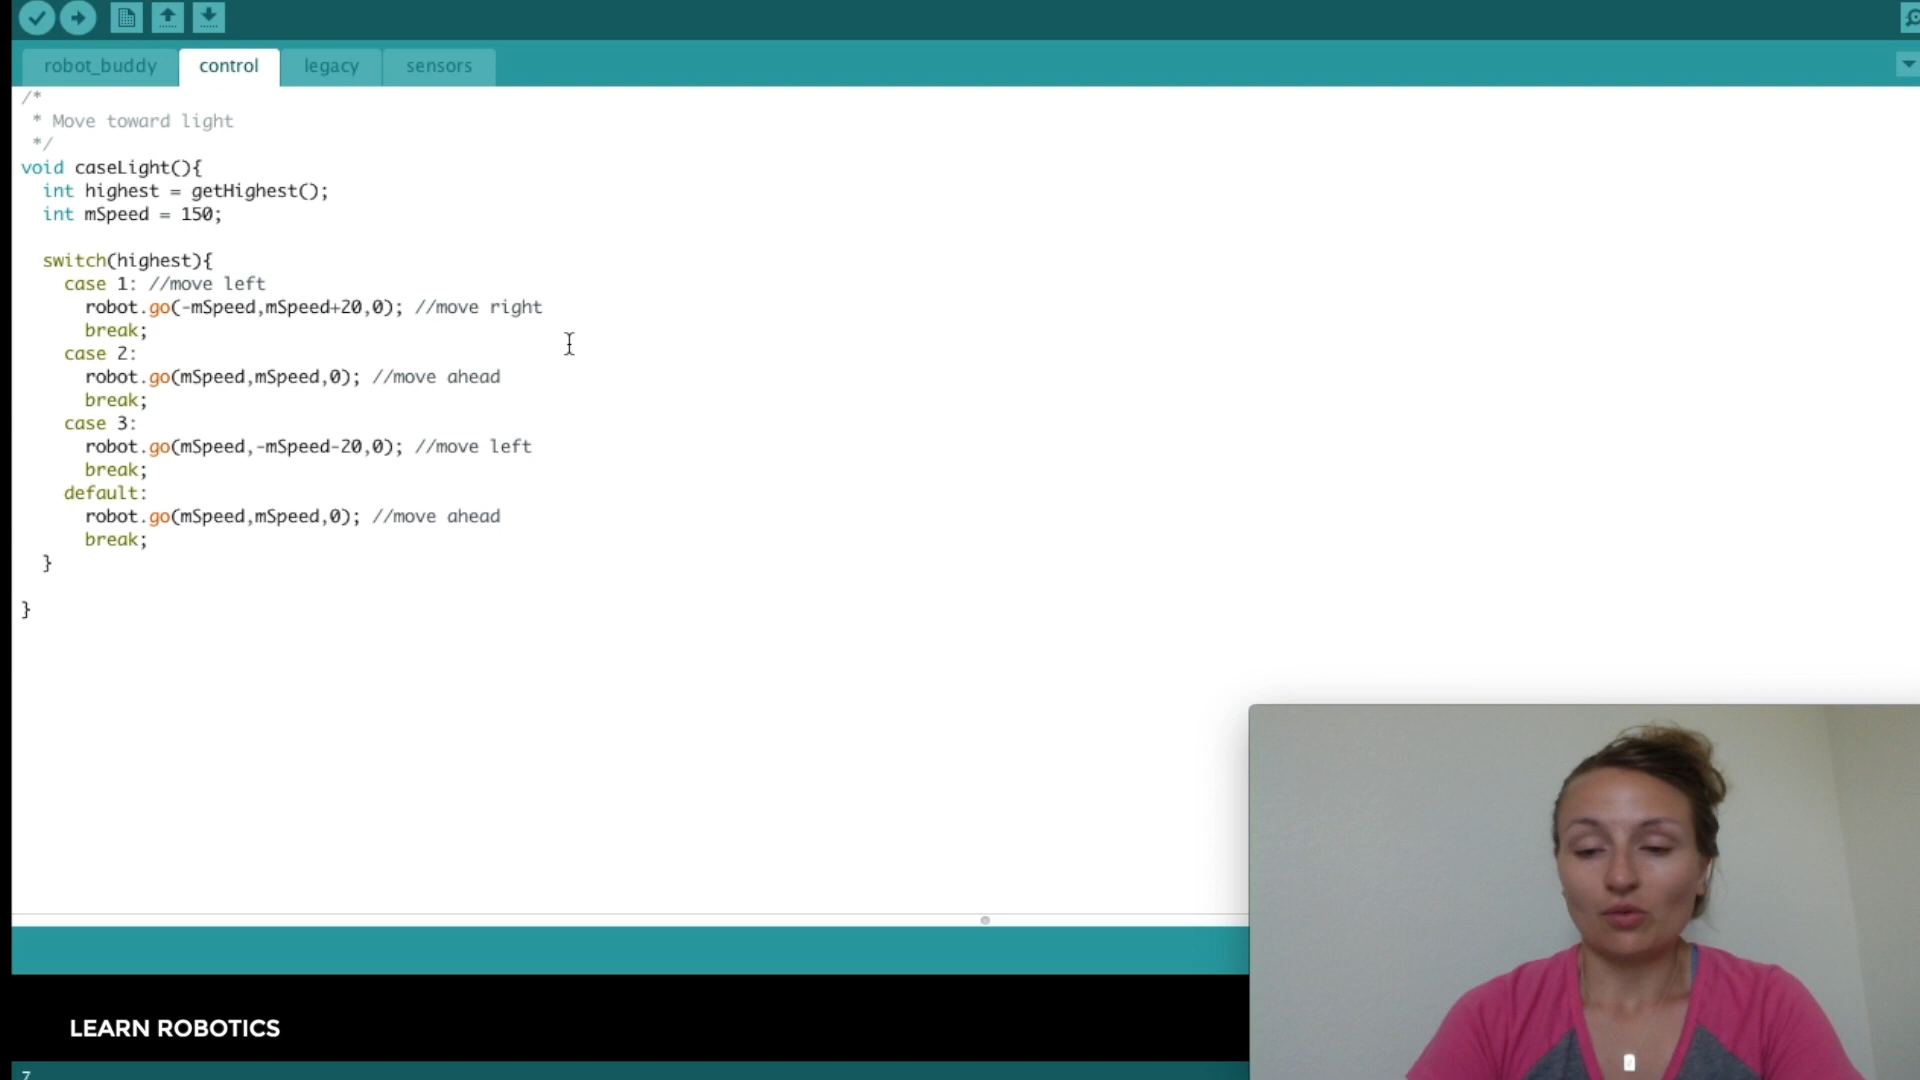 robot_buddy control legacy sensors
/*
* Move toward light
*/
void caseLight(){
int highest = getHighest();
int mSpeed = 150;
switch(highest){
case 1: //move left
robot.go(-mSpeed,mSpeed+20,0); //move right
break;
case 2:
robot.go(mSpeed,mSpeed,0); //move ahead
break;
case 3:
robot.go(mSpeed,-mSpeed-20,0); //move left
break;
default:
robot.go(mSpeed,mSpeed,0); //move ahead
break;
}
}
LEARN ROBOTICS
7